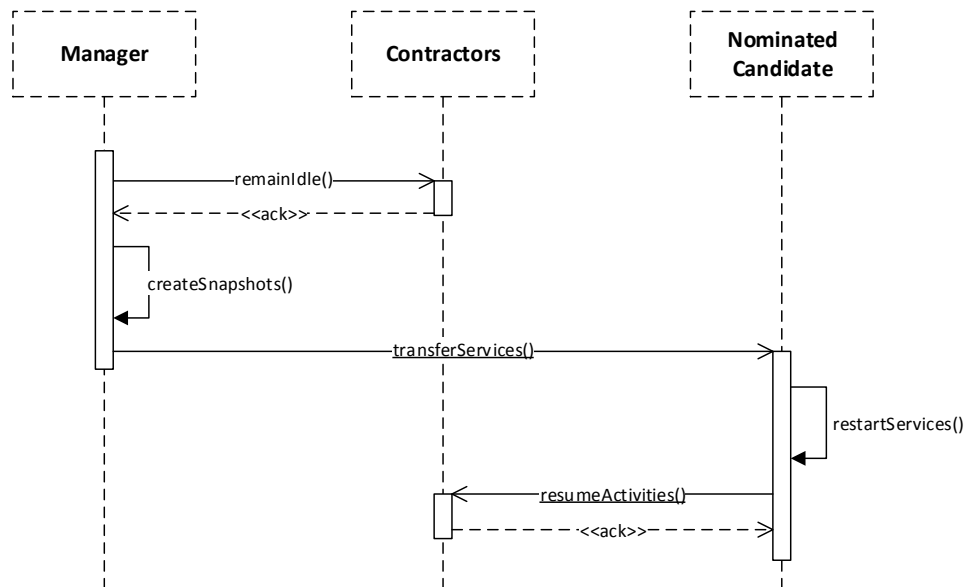 Manager
Contractors
Nominated
Candidate
remainIdle()
<<ack>>
createSnapshots()
transferServices()
restartServices()
resumeActivities()
<<ack>>